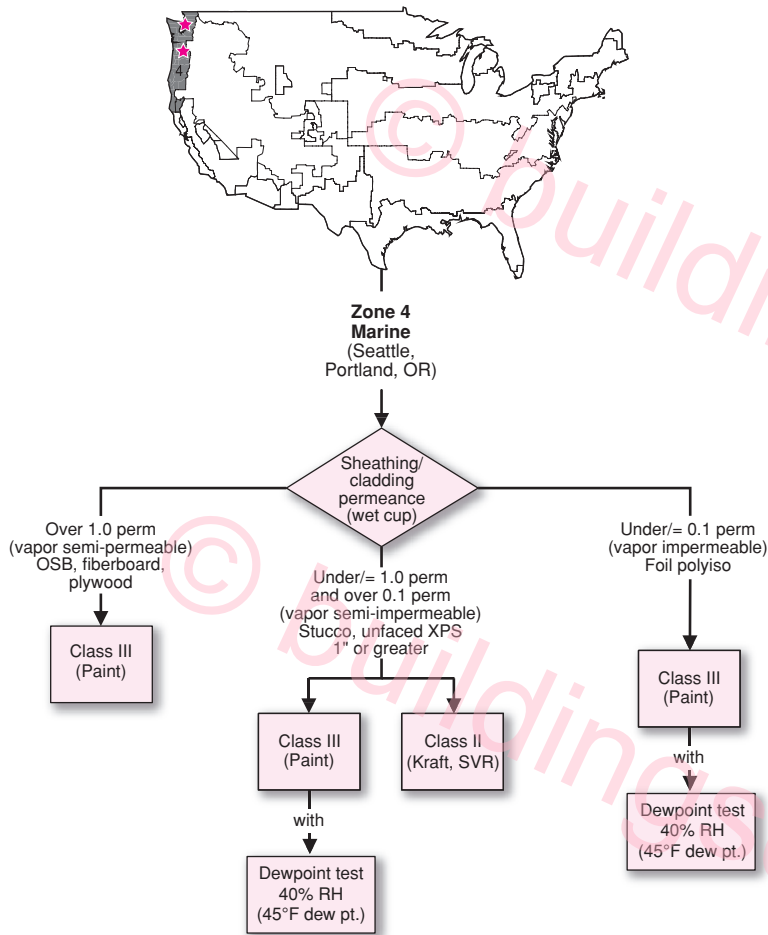 4
Zone 4
Marine
(Seattle,
Portland, OR)
Sheathing/
cladding
permeance
(wet cup)
Over 1.0 perm
(vapor semi-permeable)
OSB, fiberboard,
plywood
Class III
(Paint)
Under/= 1.0 perm
and over 0.1 perm
(vapor semi-impermeable)
Stucco, unfaced XPS
1" or greater
Class III
(Paint)
with
Dewpoint test
40% RH
(45°F dew pt.)
Class II
(Kraft, SVR)
Under/= 0.1 perm
(vapor impermeable)
Foil polyiso
Class III
(Paint)
with
Dewpoint test
40% RH
(45°F dew pt.)
© buildin
© buildings